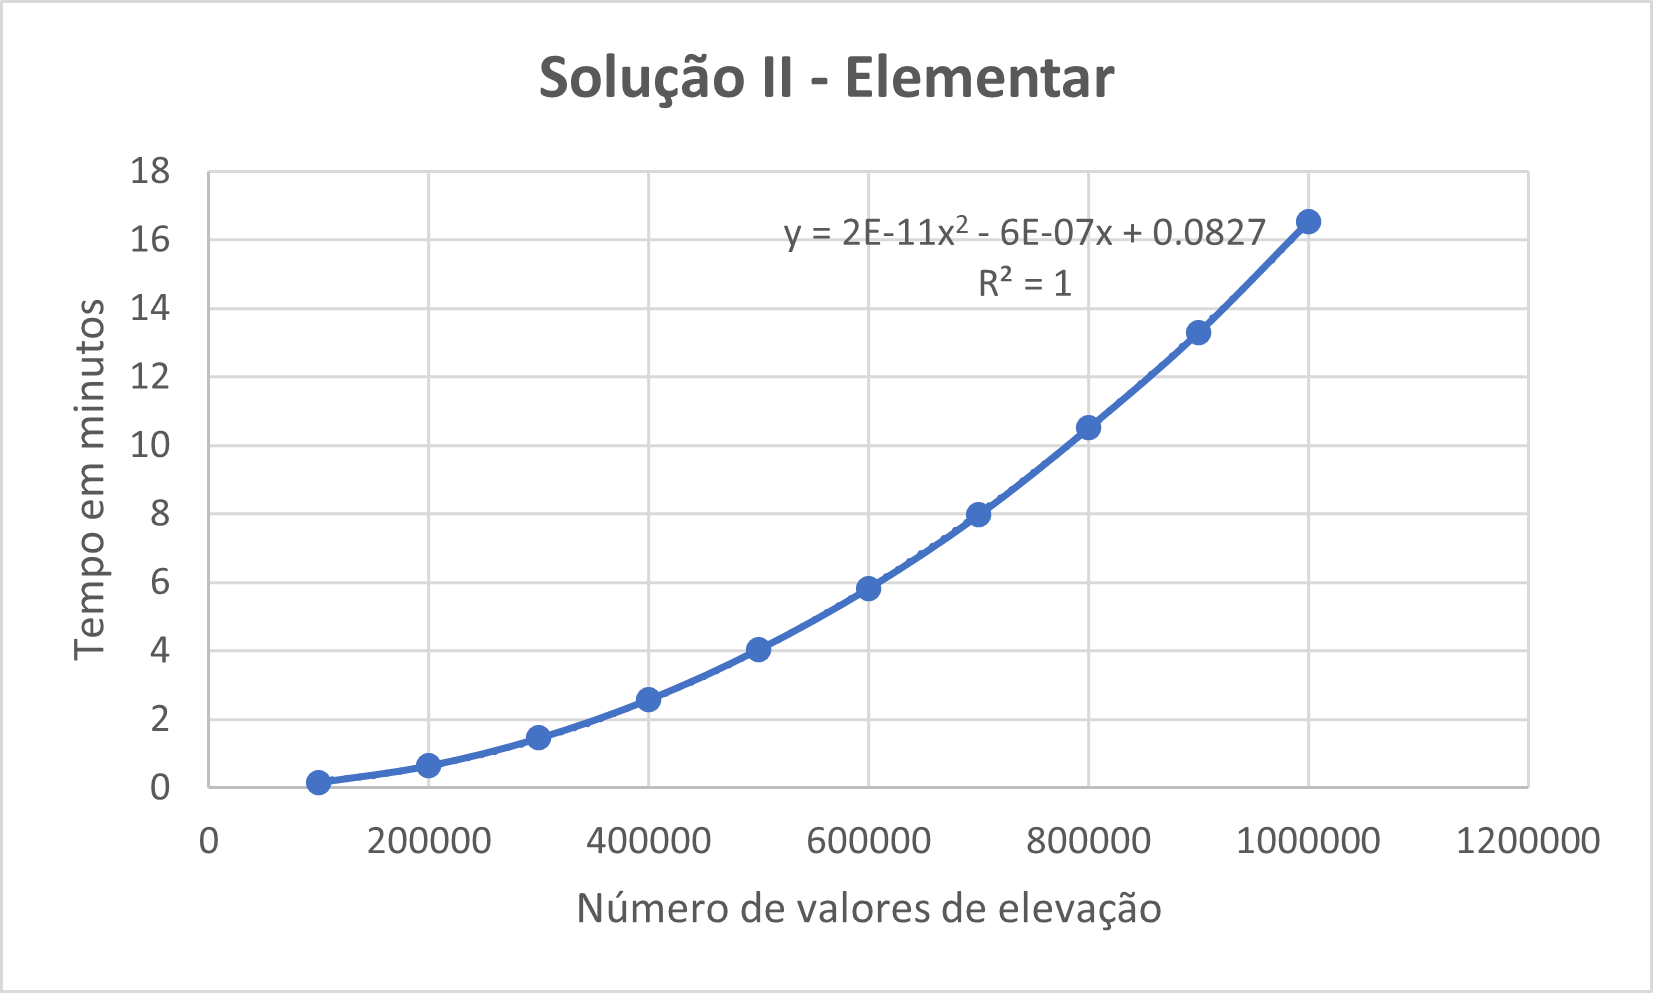 Solução II - Elementar
18
16
14
12
10
8
6
4
2
0
y = 2E-11x² - 6E-07x + 0.0827
R² = 1
Tempo em minutos
0 200000 400000 600000 800000 1000000 1200000
Número de valores de elevação